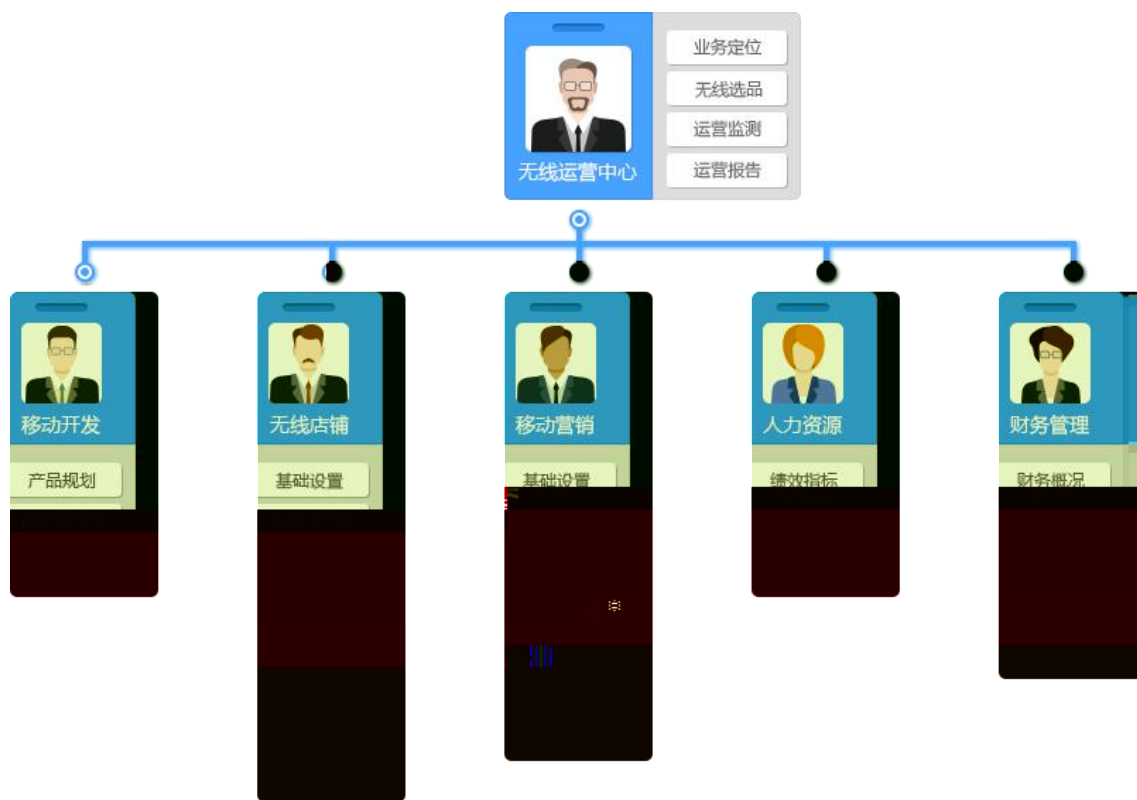 业务定位
无线选品
运营监测
无线运营中心
运营报告
移动开发
无线店铺
移动营销
人力资源
财务管理
产品规划
基础设置
基础设置
绩效指标
财务概况